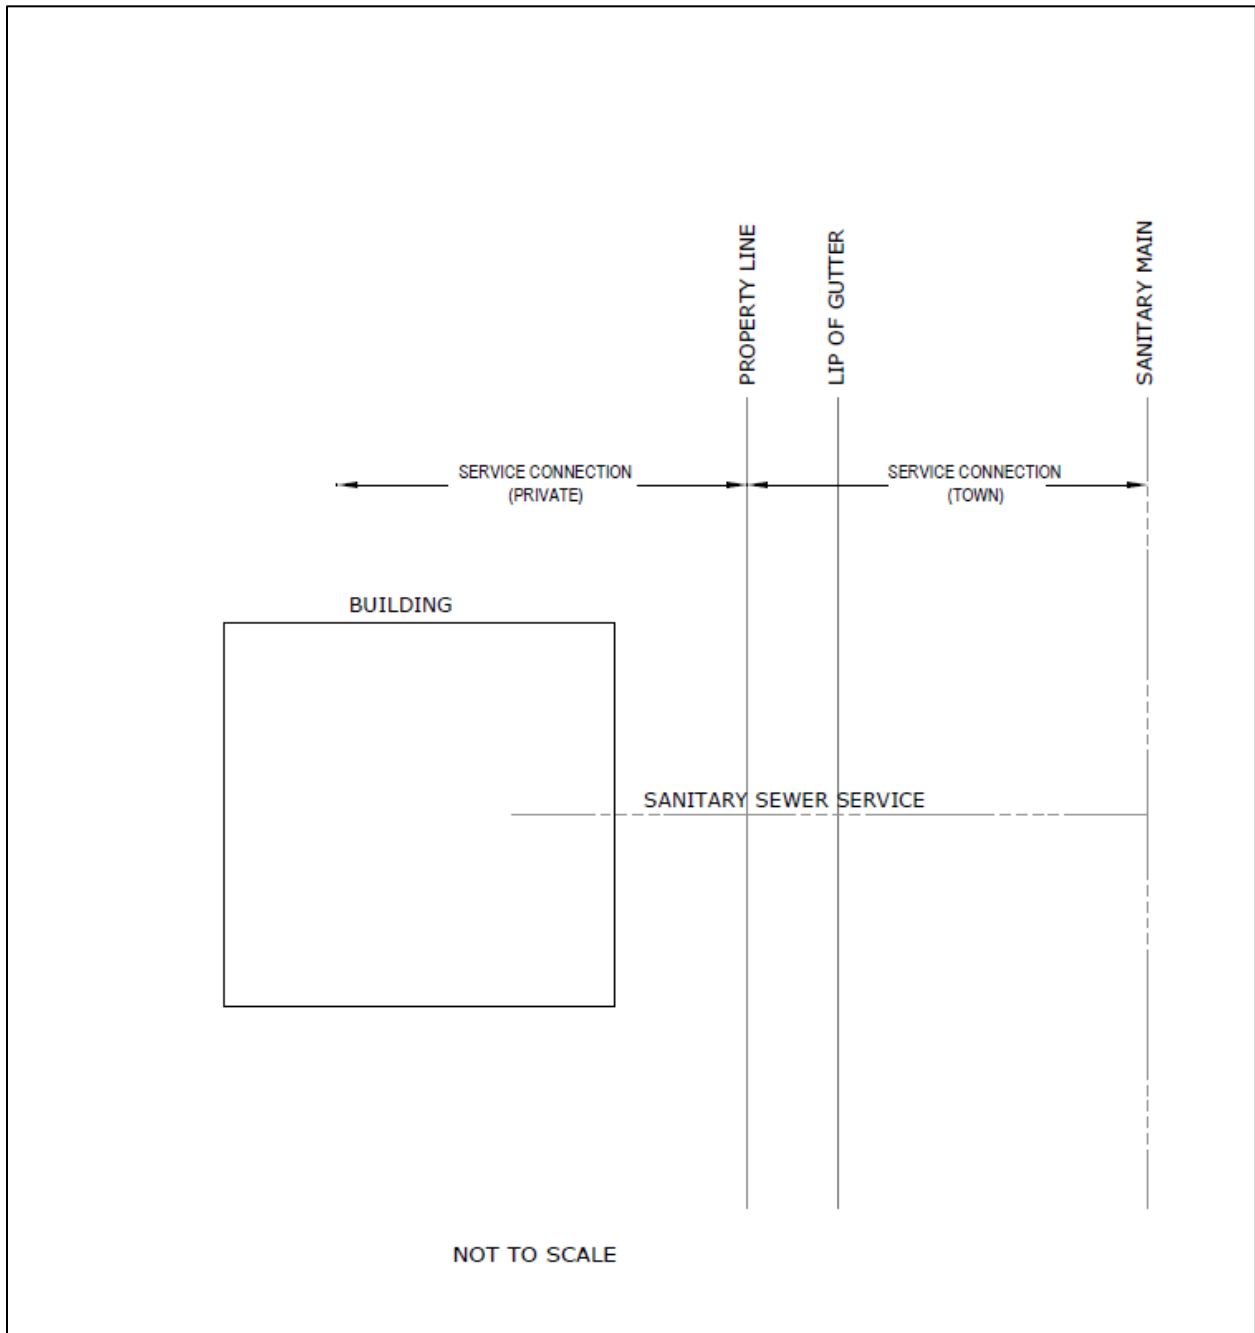 PROPERTY LINE
LIP OF GUTTER
SANITARY MAIN
SERVICE CONNECTION
(PRIVATE)
SERVICE CONNECTION
(TOWN)
BUILDING
SANITARY SEWER SERVICE
NOT TO SCALE